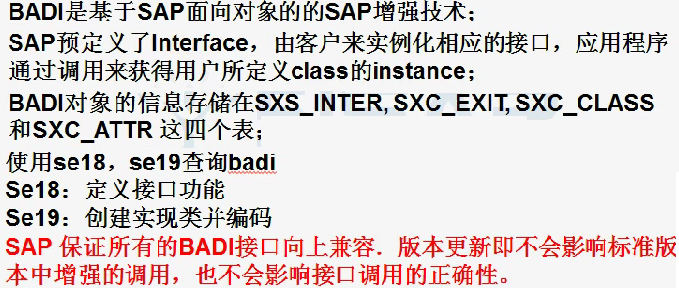 BADI是基于SAP面向对象的的SAP增强技术；
SAP预定义了Interface，由客户来实例化相应的接口，应用程序
通过调用来获得用户所定义class的instance；
BADI对象的信息存储在SXS_INTER, SXC_EXIT, SXC_CLASS
和SXC_ATTR 这四个表；
使用se18，se19查询badi
Se18：定义接口功能
Se19：创建实现类并编码
SAP 保证所有的BADI接口向上兼容．版本更新即不会影响标准版
本中增强的调用，也不会影响接口调用的正确性。